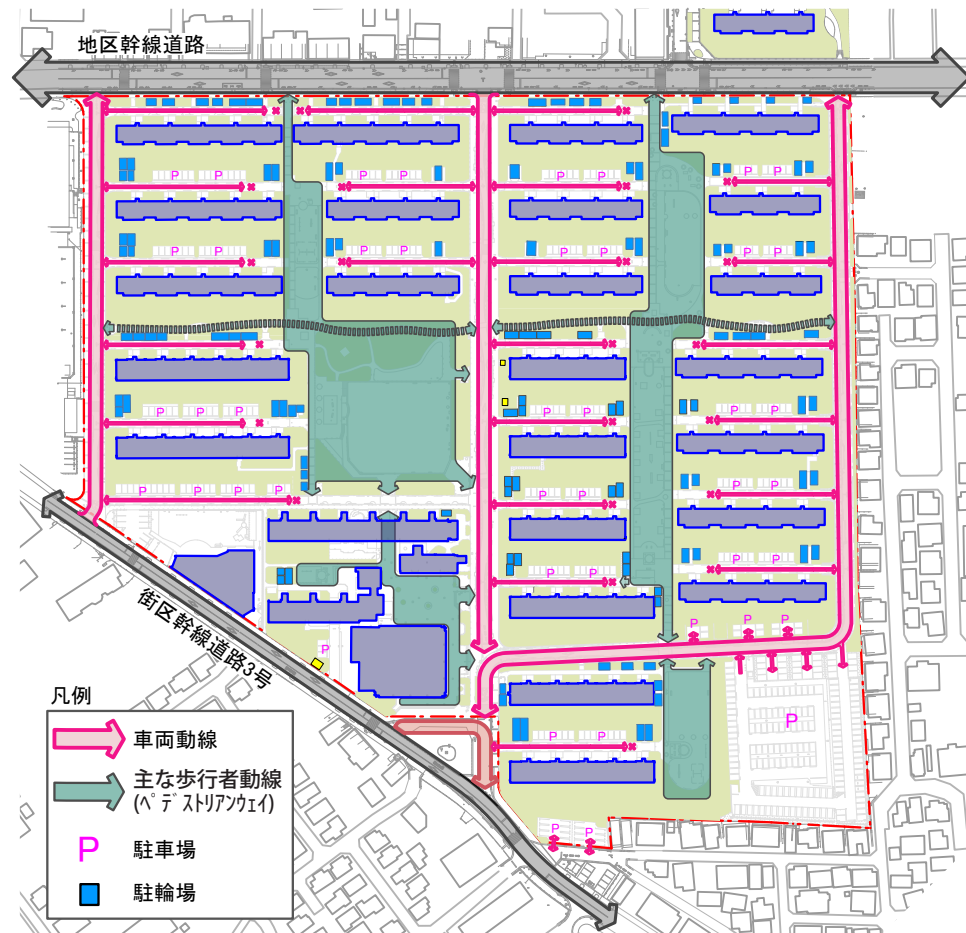 地区幹線道路
P P P P P P P P
P P P P P P P P
P P P P P P P
P P P P P P P P
P P P P
P P P
P
街区幹線道路3号
P
P P
P P
凡例
車両動線
主な歩行者動線
(ペデストリアンウェイ)
P 駐車場
駐輪場